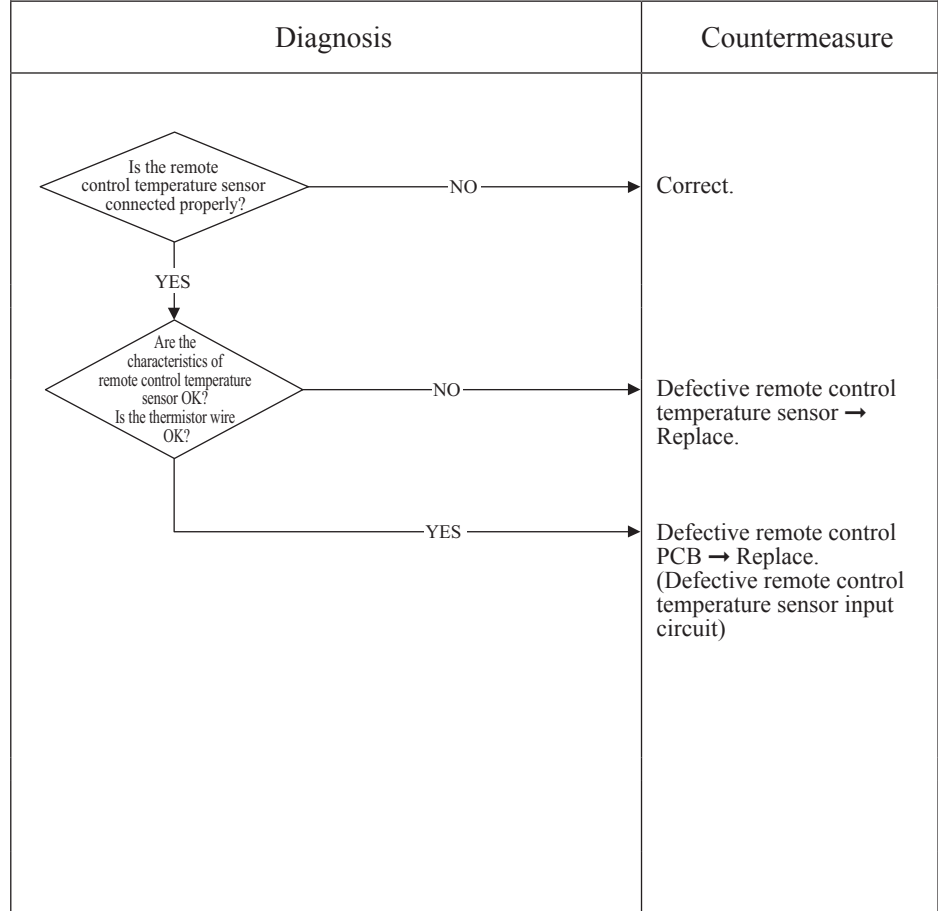 Diagnosis
Countermeasure
Is the remote
control temperature sensor
connected properly?
NO
Correct.
YES
Are the
characteristics of
remote control temperature
sensor OK?
Is the thermistor wire
OK?
NO
Defective remote control
temperature sensor →
Replace.
YES
Defective remote control
PCB → Replace.
(Defective remote control
temperature sensor input
circuit)